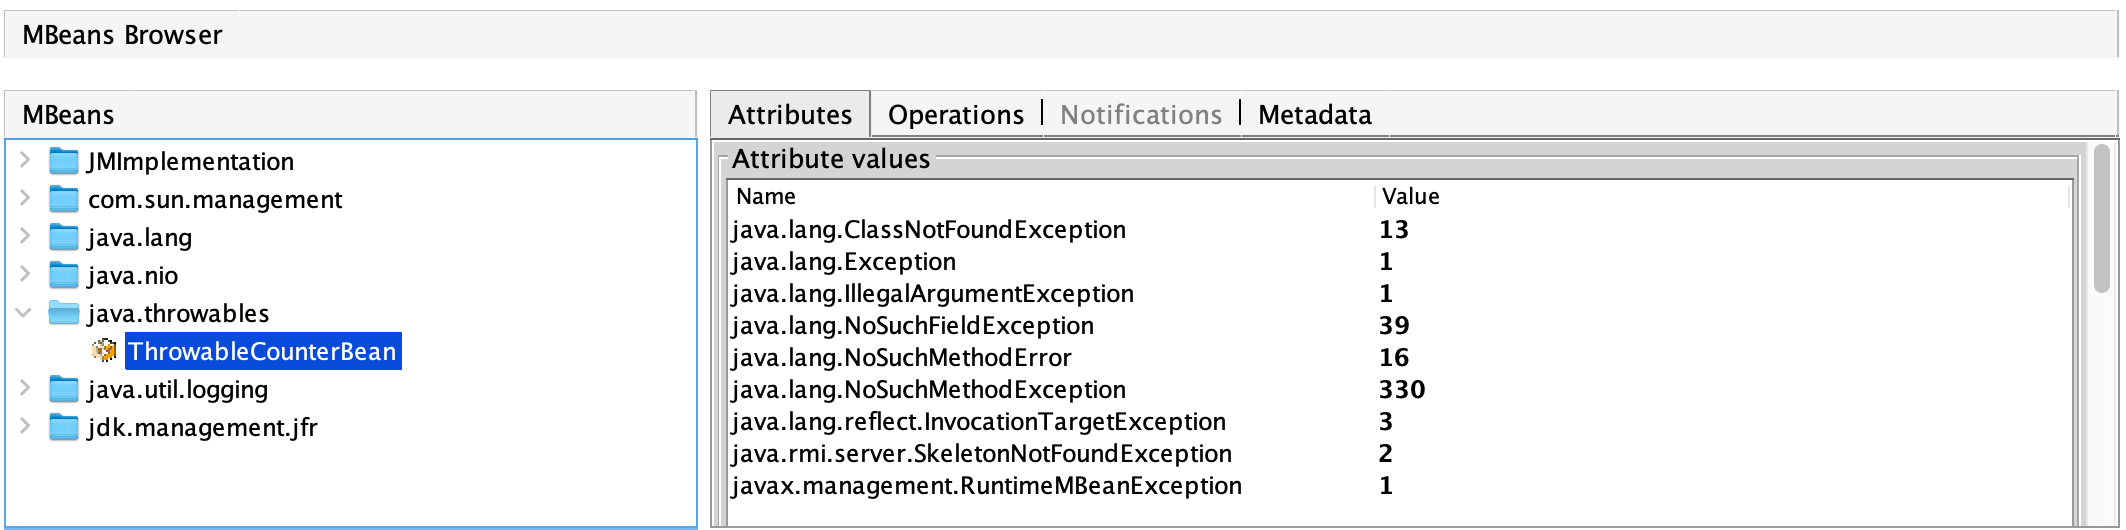 MBeans Browser
MBeans
JMImplementation
com.sun.management
java.lang
java.nio
java.throwables
ThrowableCounterBean
java.util.logging
jdk.management.jfr
Attributes Operations Notifications Metadata
Attribute values
Name Value
java.lang.ClassNotFoundException 13
java.lang.Exception 1
java.lang.IllegalArgumentException 1
java.lang.NoSuchFieldException 39
java.lang.NoSuchMethodError 16
java.lang.NoSuchMethodException 330
java.lang.reflect.InvocationTargetException 3
java.rmi.server.SkeletonNotFoundException 2
javax.management.RuntimeMBeanException 1